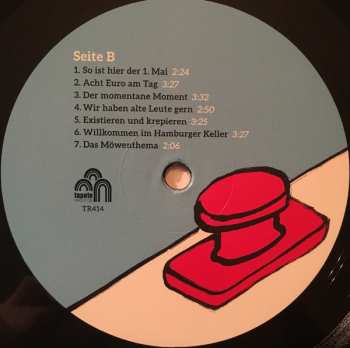 Seite B
1. So ist hier der 1. Mai 2:24
2. Acht Euro am Tag 3:27
3. Der momentane Moment 3:32
4. Wir haben alte Leute gern 2:50
5. Existieren und krepieren 3:25
6. Willkommen im Hamburger Keller 3:27
7. Das Möwenthema 2:06
tapete
TR414